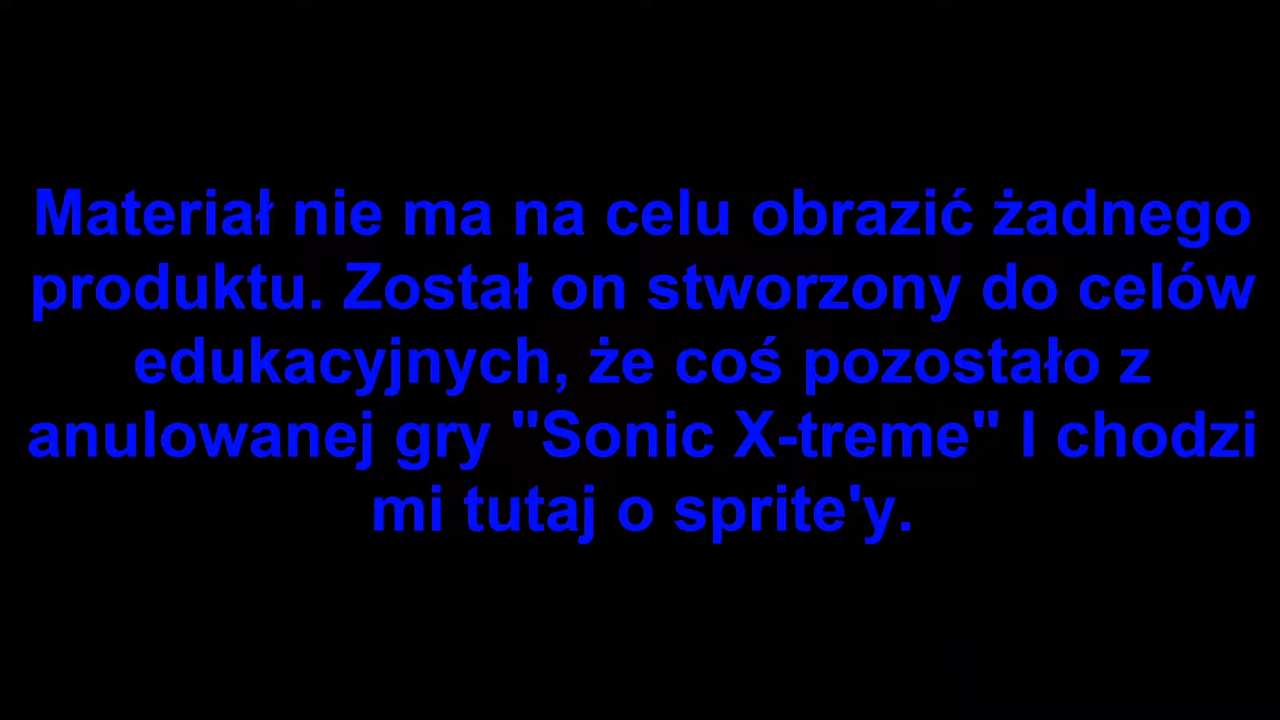 Materiał nie ma na celu obrazić żadnego
produktu. Został on stworzony do celów
edukacyjnych, że coś pozostało z
anulowanej gry "Sonic X-treme" I chodzi
mi tutaj o sprite'y.